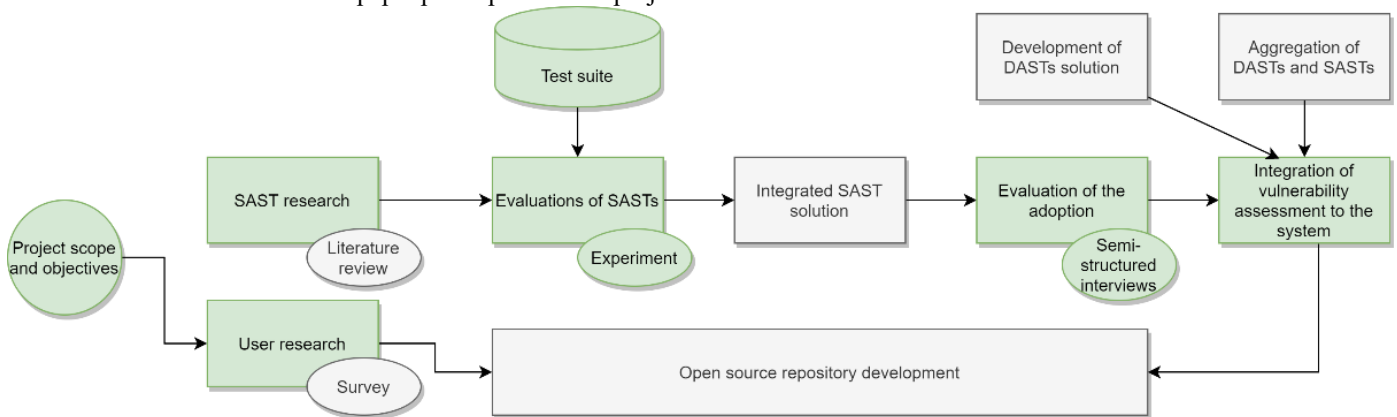 Test suite
Development of
DASTs solution
Aggregation of
DASTs and SASTs
SAST research
Literature
review
Evaluations of SASTs
Experiment
Integrated SAST
solution
Evaluation of the
adoption
Semi-
structured
interviews
Integration of
vulnerability
assessment to the
system
Project scope
and objectives
User research
Survey
Open source repository development